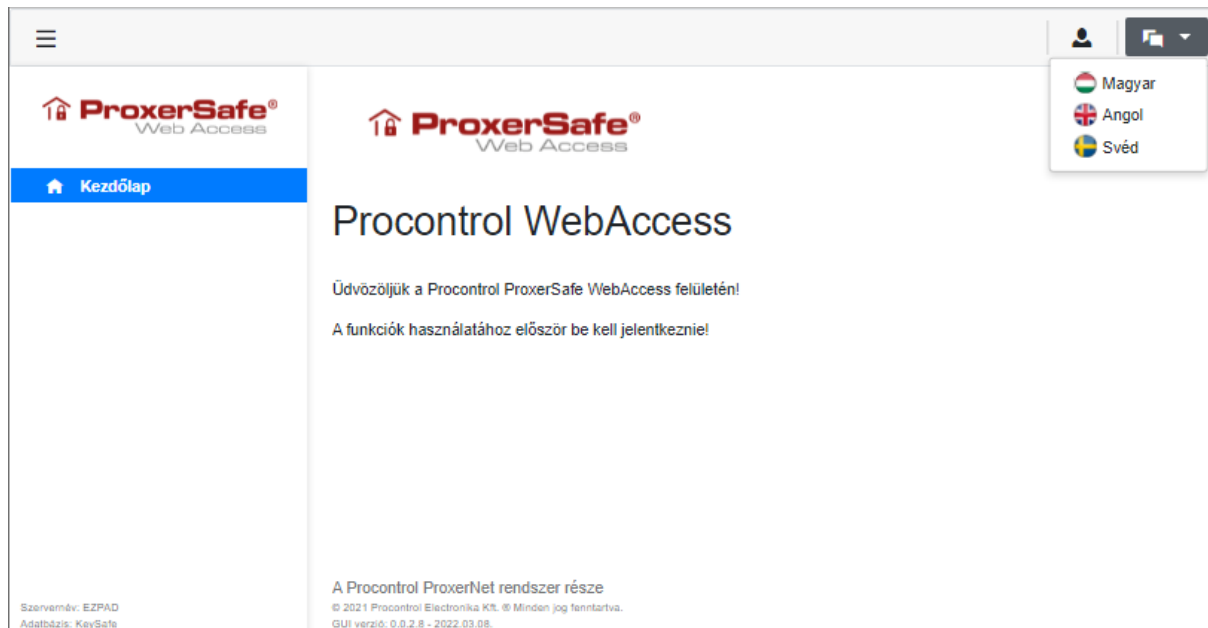 Magyar
Angol
Svéd
ProxerSafe®
Web Access
Kezdőlap
ProxerSafe®
Web Access
Procontrol WebAccess
Üdvözöljük a Procontrol ProxerSafe WebAccess felületén!
A funkciók használatához először be kell jelentkeznie!
A Procontrol ProxerNet rendszer része
© 2021 Procontrol Electronika Kft. ® Minden jog fenntartva.
GUI verzió: 0.0.2.8 - 2022.03.08.
Szervernév: EZPAD
Adatbázis: KeySafe